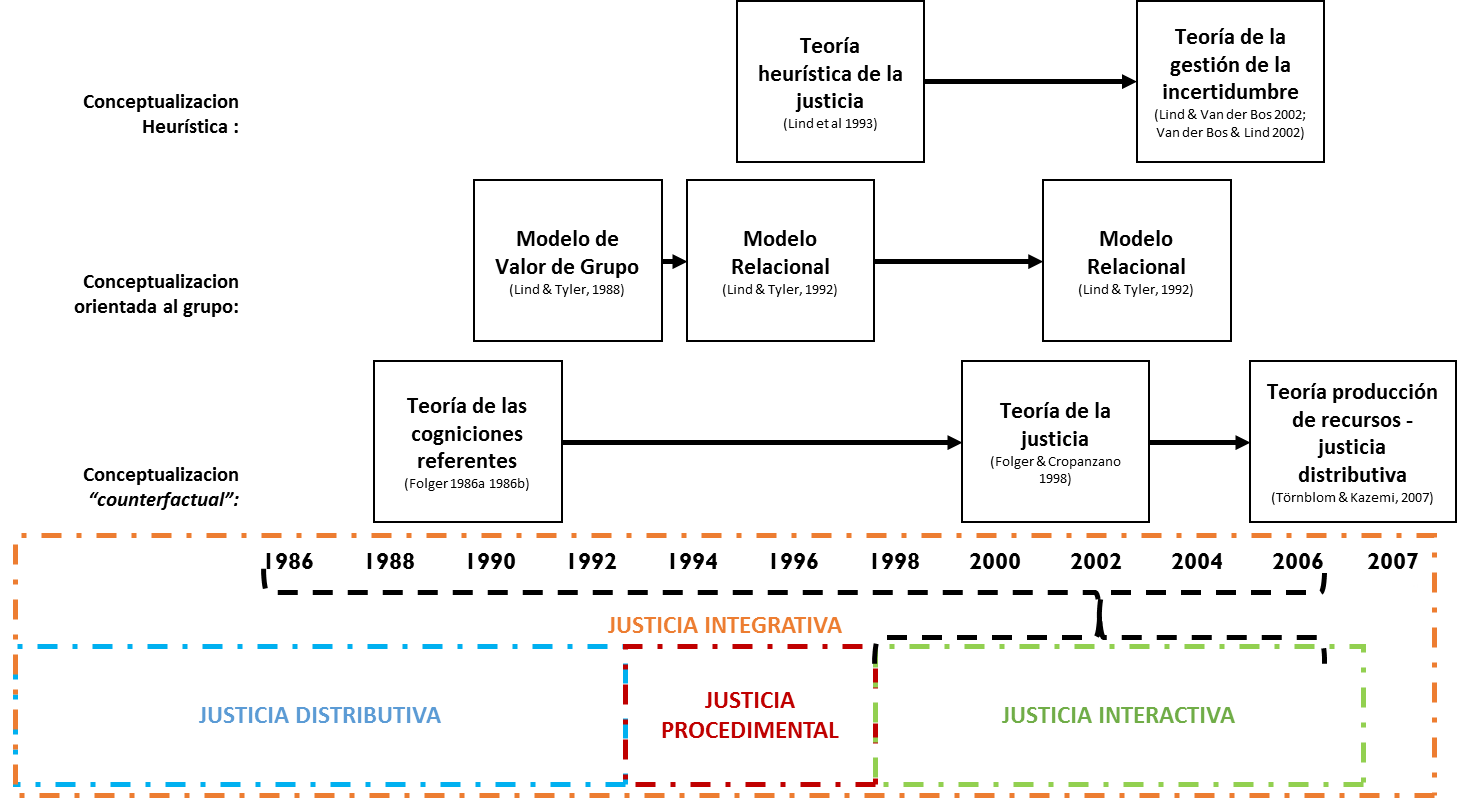 Conceptualizacion
Heurística :
Teoría
heurística de la
justicia
(Lind et al 1993)
Teoría de la
gestión de la
incertidumbre
(Lind & Van der Bos 2002;
Van der Bos & Lind 2002)
Conceptualizacion
orientada al grupo:
Modelo de
Valor de Grupo
(Lind & Tyler, 1988)
Modelo
Relacional
(Lind & Tyler, 1992)
Modelo
Relacional
(Lind & Tyler, 1992)
Conceptualizacion
“counterfactual”:
Teoría de las
cogniciones
referentes
(Folger 1986a 1986b)
Teoría de la
justicia
(Folger & Cropanzano
1998)
Teoría producción
de recursos -
justicia
distributiva
(Törnblom & Kazemi, 2007)
1986 1988 1990 1992 1994 1996 1998 2000 2002 2004 2006 2007
JUSTICIA INTEGRATIVA
JUSTICIA DISTRIBUTIVA
JUSTICIA
PROCEDIMENTAL
JUSTICIA INTERACTIVA